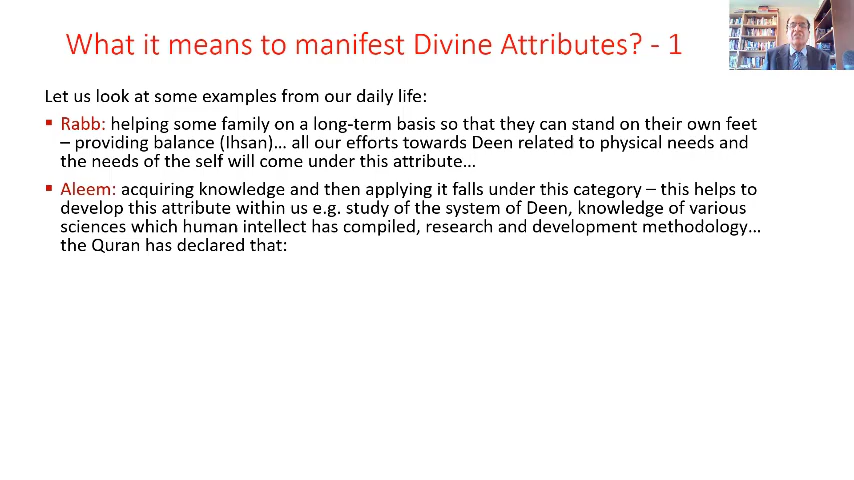 What it means to manifest Divine Attributes? - 1
Let us look at some examples from our daily life:
▪ Rabb: helping some family on a long-term basis so that they can stand on their own feet
– providing balance (Ihsan)... all our efforts towards Deen related to physical needs and
the needs of the self will come under this attribute...
▪ Aleem: acquiring knowledge and then applying it falls under this category – this helps to
develop this attribute within us e.g. study of the system of Deen, knowledge of various
sciences which human intellect has compiled, research and development methodology...
the Quran has declared that: